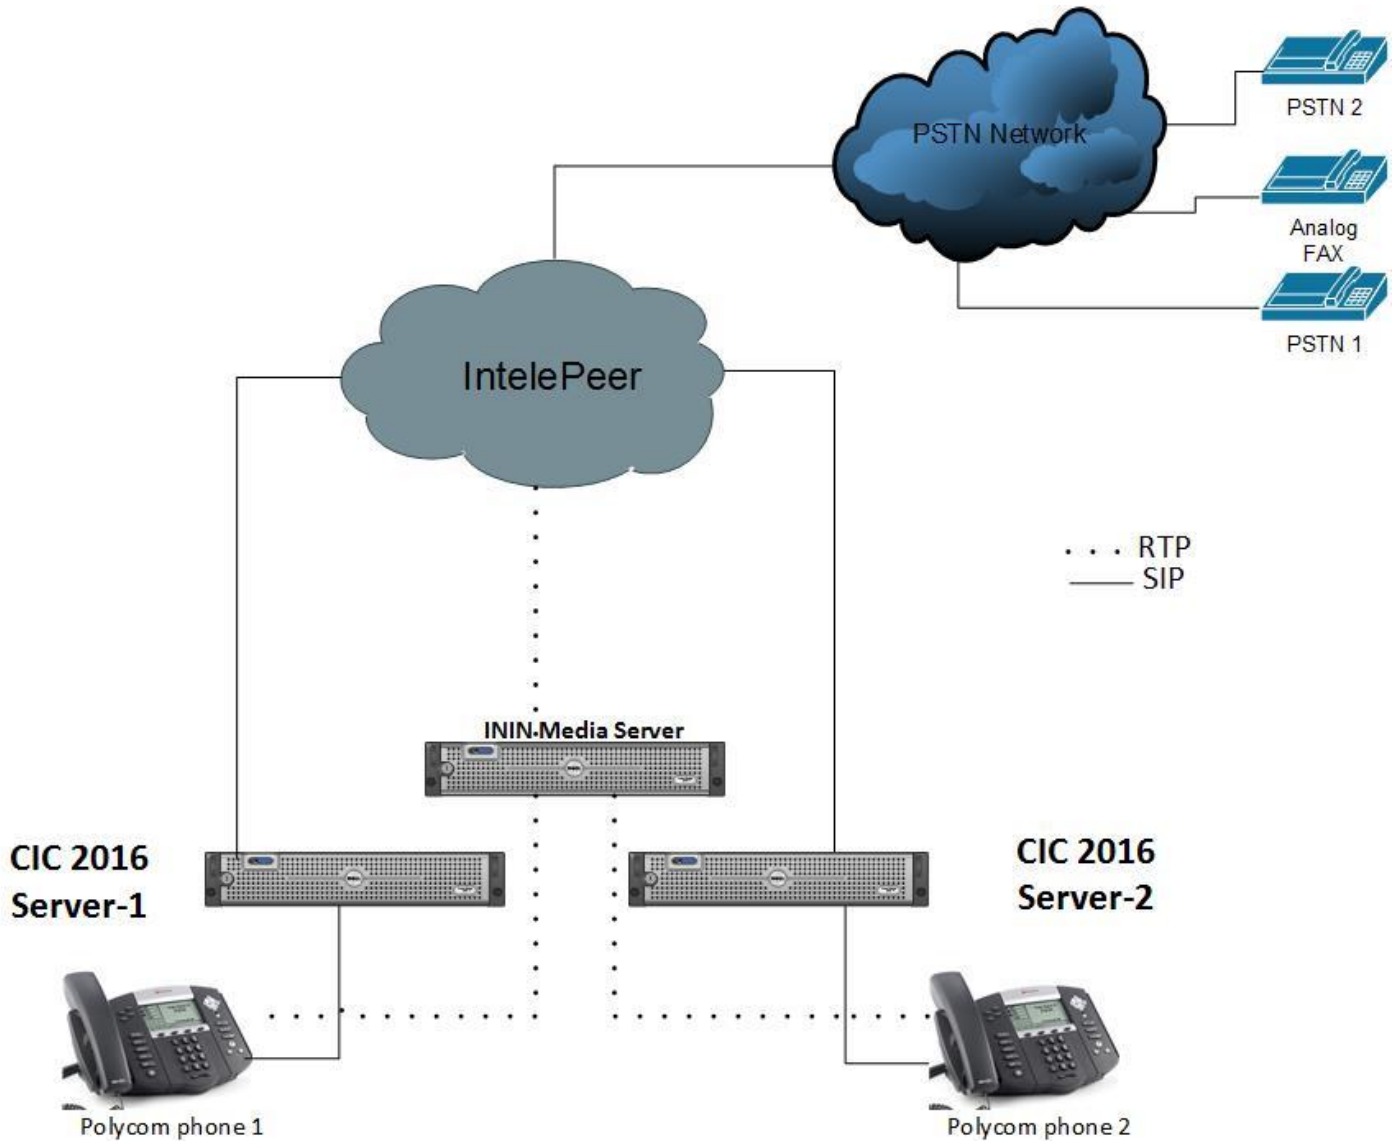 PSTN 2
PSTN Network
Analog
FAX
PSTN 1
IntelePeer
RTP
SIP
ININ Media Server
CIC 2016
Server-1
CIC 2016
Server-2
Polycom phone 1
Polycom phone 2